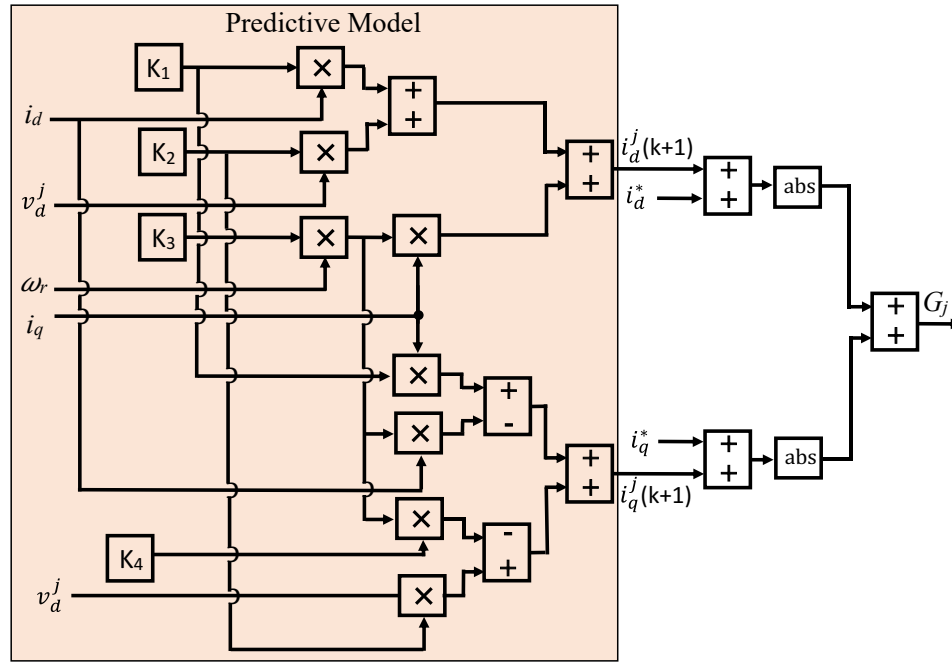 Predictive Model
K₁
×
+
+
i_d
K₂
×
v_d^j
+
+
i_d^j(k+1)
i_d^*
+
+
abs
K₃
×
×
ω_r
i_q
G_j
+
+
×
+
-
×
i_q^*
+
+
abs
+
+
i_q^j(k+1)
×
-
+
K₄
v_d^j
×